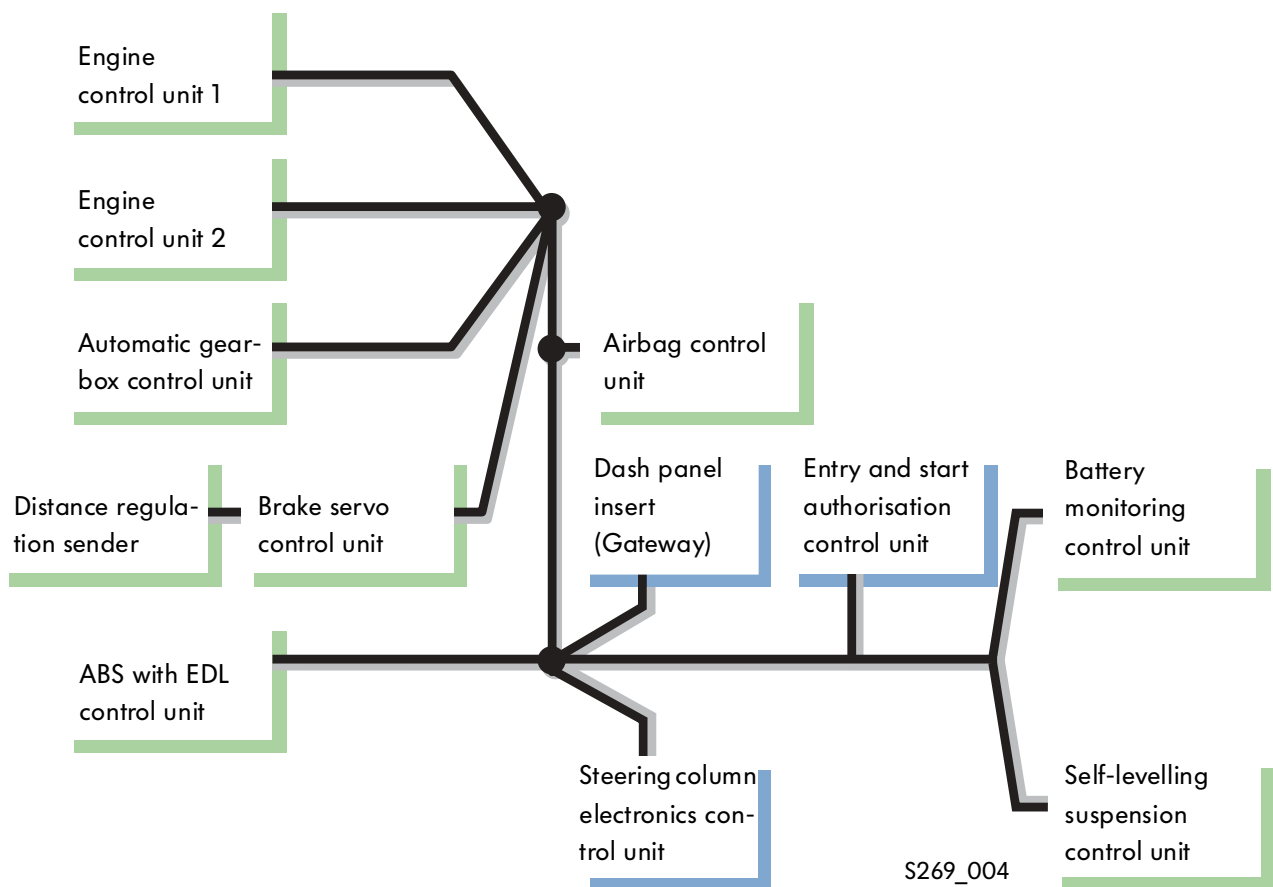 Engine
control unit 1
Engine
control unit 2
Automatic gear-
box control unit
Airbag control
unit
Distance regula-
tion sender
Brake servo
control unit
Dash panel
insert
(Gateway)
Entry and start
authorisation
control unit
Battery
monitoring
control unit
ABS with EDL
control unit
Steering column
electronics con-
trol unit
Self-levelling
suspension
control unit
S269_004